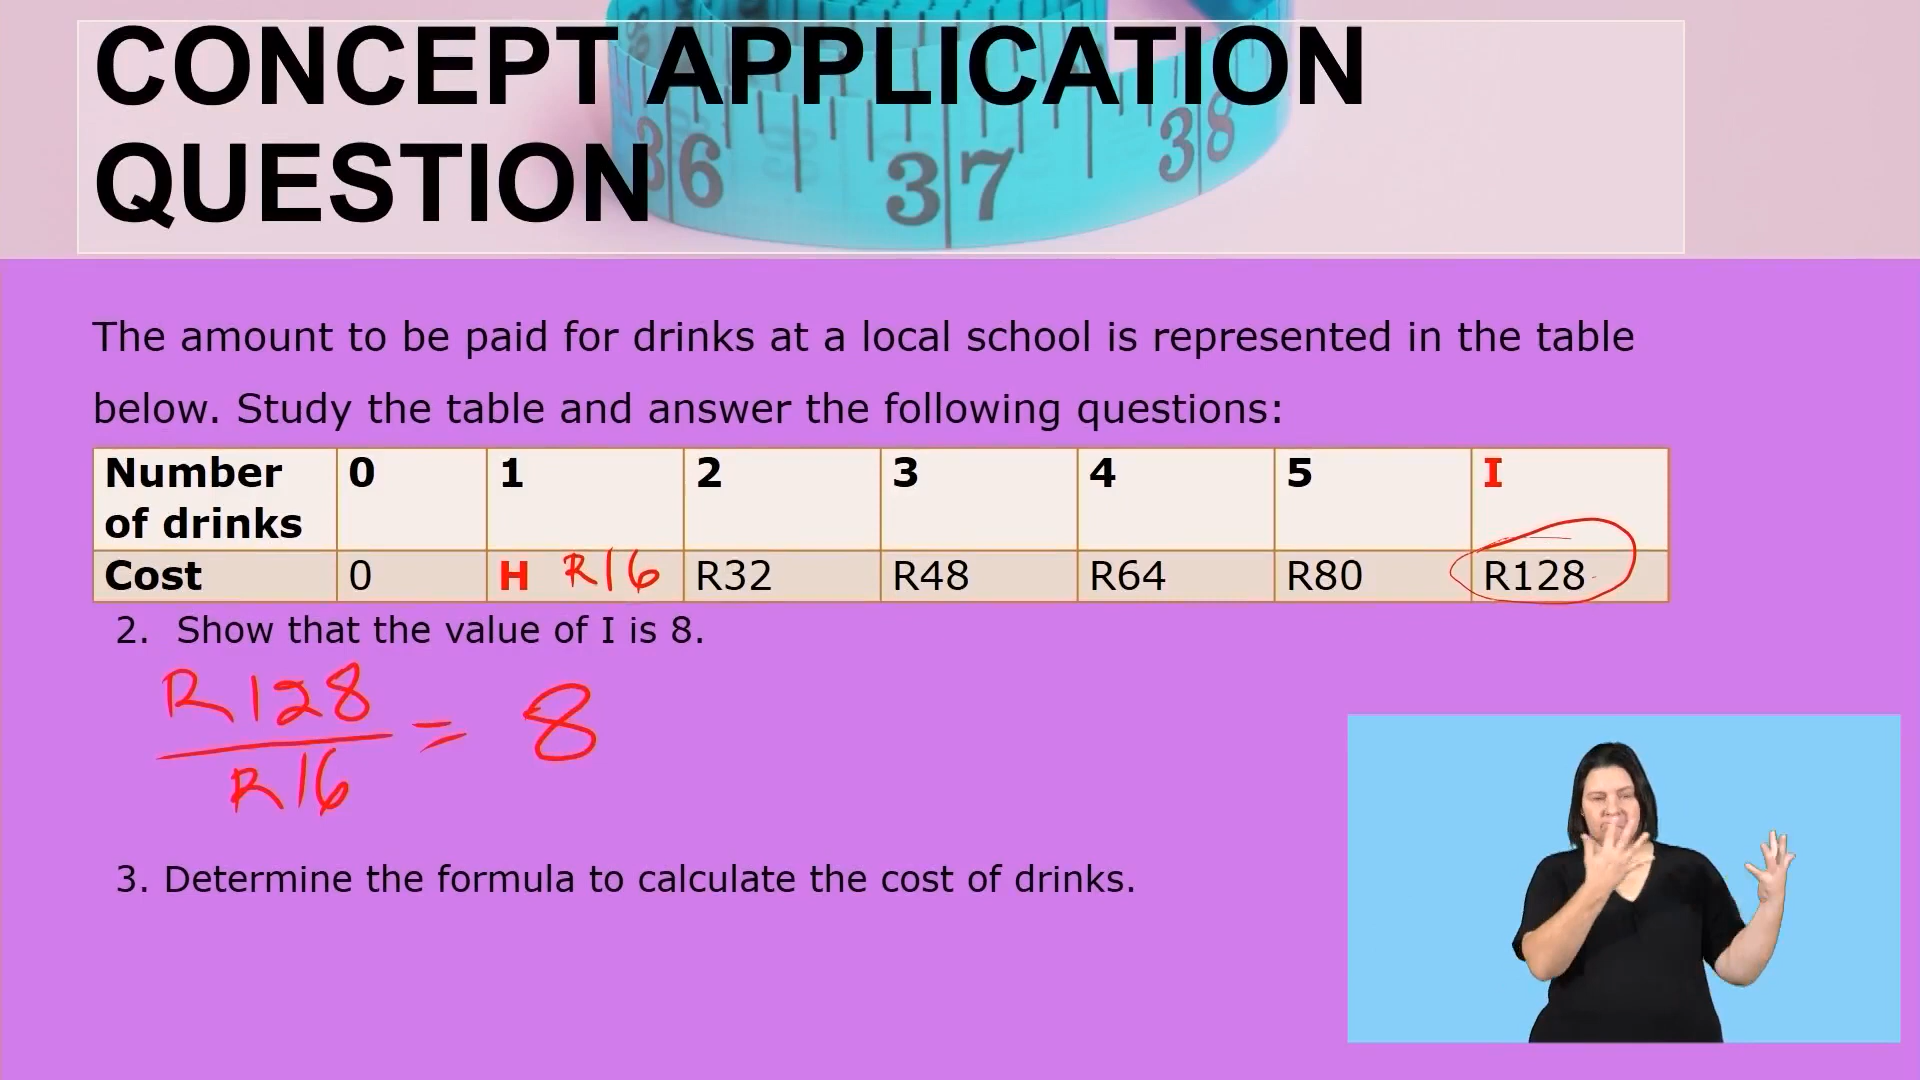 CONCEPT APPLICATION
QUESTION
36 37 38
The amount to be paid for drinks at a local school is represented in the table
below. Study the table and answer the following questions:
Number of drinks 0 1 2 3 4 5 I
Cost 0 H R16 R32 R48 R64 R80 R128
2. Show that the value of I is 8.
R128
= 8
R16
3. Determine the formula to calculate the cost of drinks.